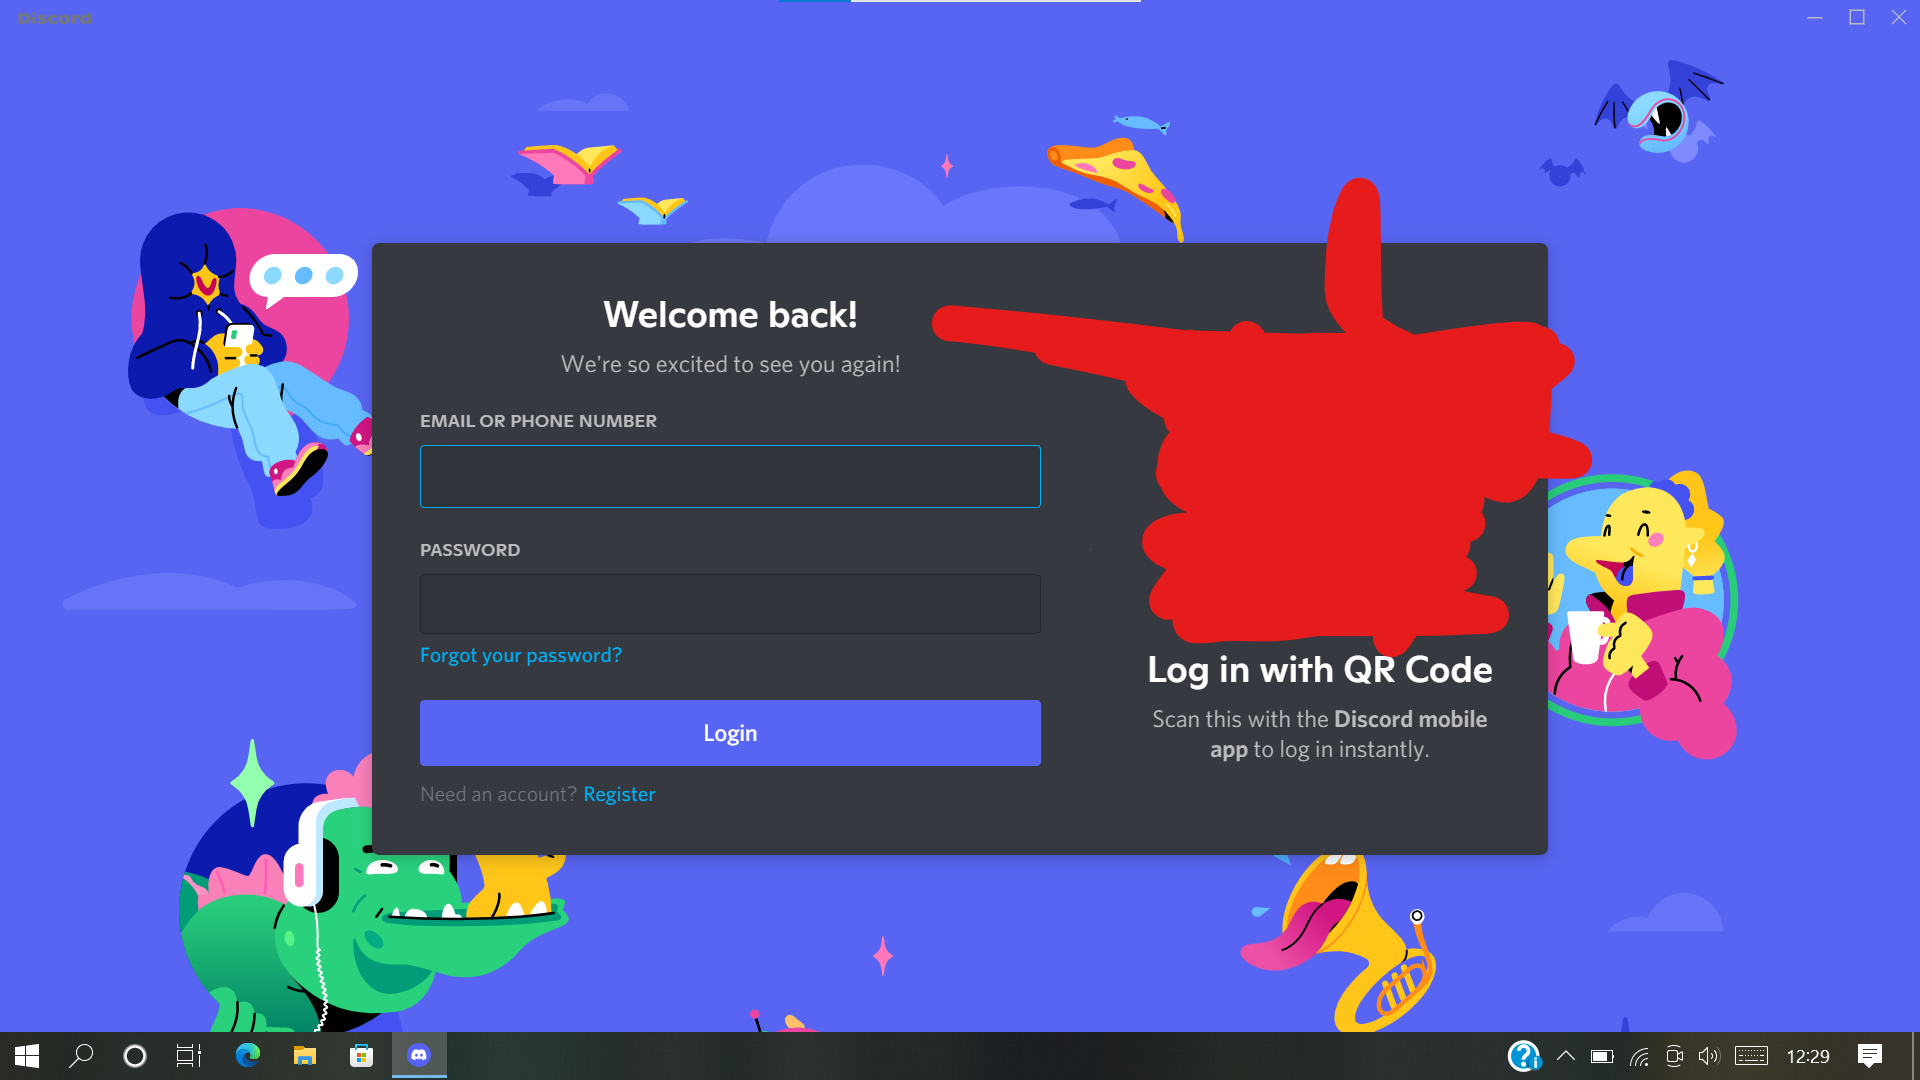 Discord
Welcome back!
We're so excited to see you again!
EMAIL OR PHONE NUMBER
PASSWORD
Forgot your password?
Login
Need an account? Register
Log in with QR Code
Scan this with the Discord mobile
app to log in instantly.
12:29